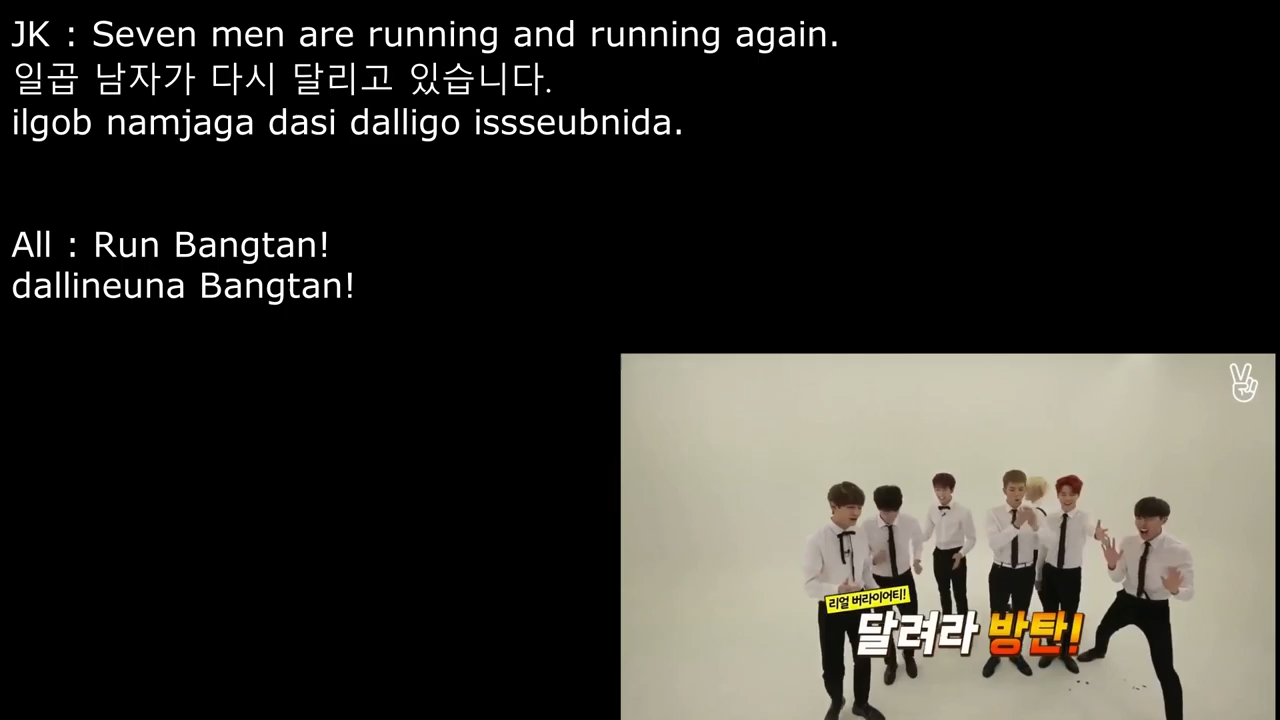 JK : Seven men are running and running again.
일곱 남자가 다시 달리고 있습니다.
ilgob namjaga dasi dalligo issseubnida.
All : Run Bangtan!
dallineuna Bangtan!
리얼 버라이어티!
달려라 방탄!